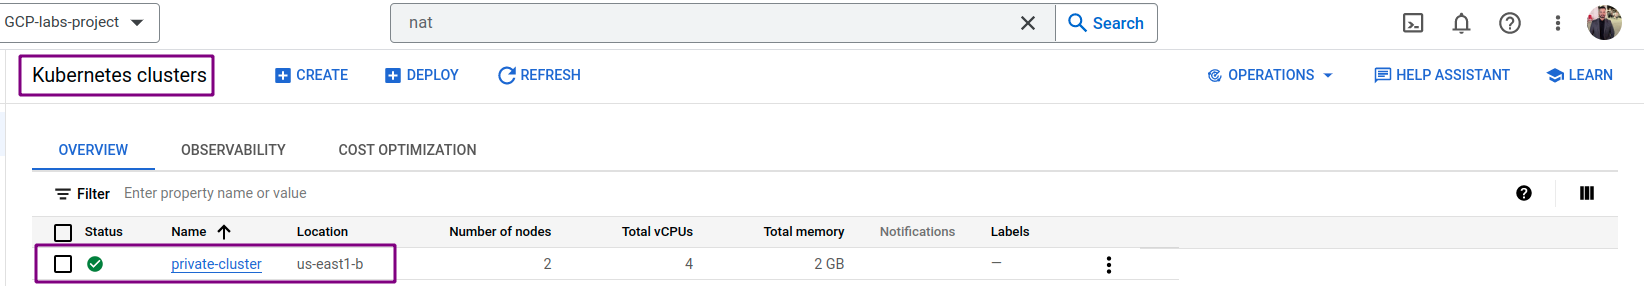 GCP-labs-project nat Search
Kubernetes clusters CREATE DEPLOY REFRESH OPERATIONS HELP ASSISTANT LEARN
OVERVIEW OBSERVABILITY COST OPTIMIZATION
Filter Enter property name or value
Status Name Location Number of nodes Total vCPUs Total memory Notifications Labels
private-cluster us-east1-b 2 4 2 GB —